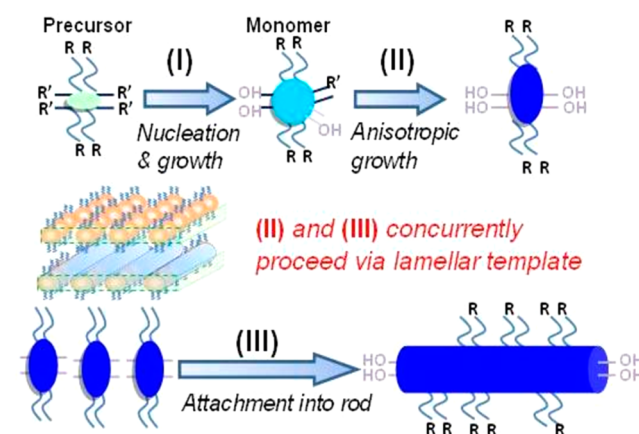 Precursor
Monomer
R R
R R
R R
(I)
(II)
R' R'
R' R'
OH
OH
R'
OH
HO OH
HO OH
Nucleation
& growth
Anisotropic
growth
R R
R R
R R
(II) and (III) concurrently
proceed via lamellar template
R R R R
(III)
HO OH
HO OH
Attachment into rod
R R R R R